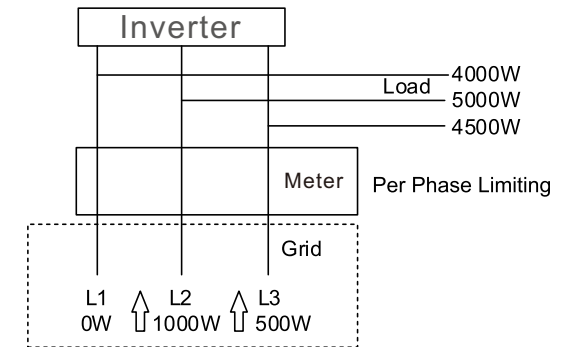 Inverter
4000W
Load
5000W
4500W
Meter
Per Phase Limiting
Grid
L1 L2 L3
0W 1000W 500W